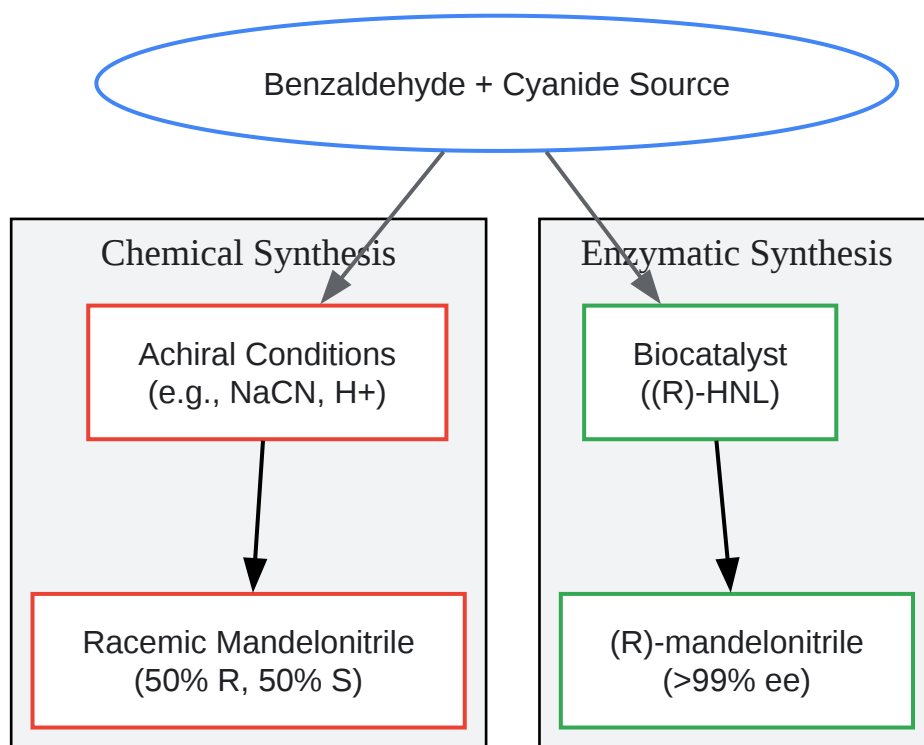 Benzaldehyde + Cyanide Source
Chemical Synthesis
Achiral Conditions
(e.g., NaCN, H+)
Racemic Mandelonitrile
(50% R, 50% S)
Enzymatic Synthesis
Biocatalyst
((R)-HNL)
(R)-mandelonitrile
(>99% ee)